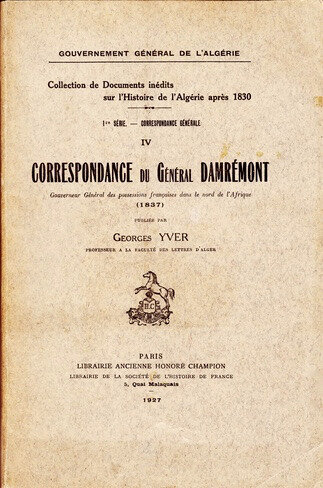 GOUVERNEMENT GÉNÉRAL DE L'ALGÉRIE
Collection de Documents inédits
sur l'Histoire de l'Algérie après 1830
1re SÉRIE. — CORRESPONDANCE GÉNÉRALE
IV
CORRESPONDANCE DU GÉNÉRAL DAMRÉMONT
Gouverneur Général des possessions françaises dans le nord de l'Afrique
(1837)
PUBLIÉE PAR
GEORGES YVER
PROFESSEUR A LA FACULTÉ DES LETTRES D'ALGER
H C
PARIS
LIBRAIRIE ANCIENNE HONORÉ CHAMPION
LIBRAIRE DE LA SOCIÉTÉ DE L'HISTOIRE DE FRANCE
5, Quai Malaquais
1927